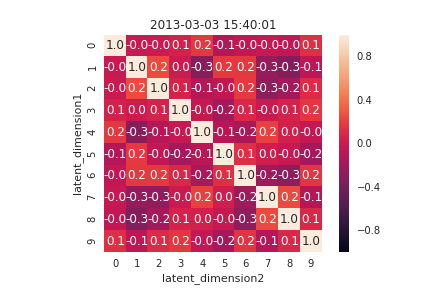 2013-03-03 15:40:01
0 1.0 -0.0 -0.0 0.1 0.2 -0.1 -0.0 -0.0 -0.0 0.1
1 -0.0 1.0 0.2 0.0 -0.3 0.2 0.2 -0.3 -0.3 -0.1
2 -0.0 0.2 1.0 0.1 -0.1 -0.0 0.2 -0.3 -0.2 0.1
3 0.1 0.0 0.1 1.0 -0.0 -0.2 0.1 -0.0 0.1 0.2
4 0.2 -0.3 -0.1 -0.0 1.0 -0.1 -0.2 0.2 0.0 -0.0
5 -0.1 0.2 -0.0 -0.2 -0.1 1.0 0.1 0.0 -0.0 -0.2
6 -0.0 0.2 0.2 0.1 -0.2 0.1 1.0 -0.2 -0.3 0.2
7 -0.0 -0.3 -0.3 -0.0 0.2 0.0 -0.2 1.0 0.2 -0.1
8 -0.0 -0.3 -0.2 0.1 0.0 -0.0 -0.3 0.2 1.0 0.1
9 0.1 -0.1 0.1 0.2 -0.0 -0.2 0.2 -0.1 0.1 1.0
0 1 2 3 4 5 6 7 8 9
latent_dimension2
latent_dimension1
0.8
0.4
0.0
-0.4
-0.8